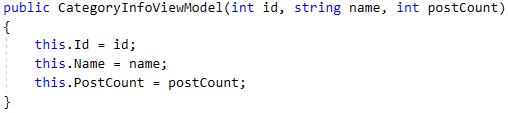 public CategoryInfoViewModel(int id, string name, int postCount)
{
    this.Id = id;
    this.Name = name;
    this.PostCount = postCount;
}